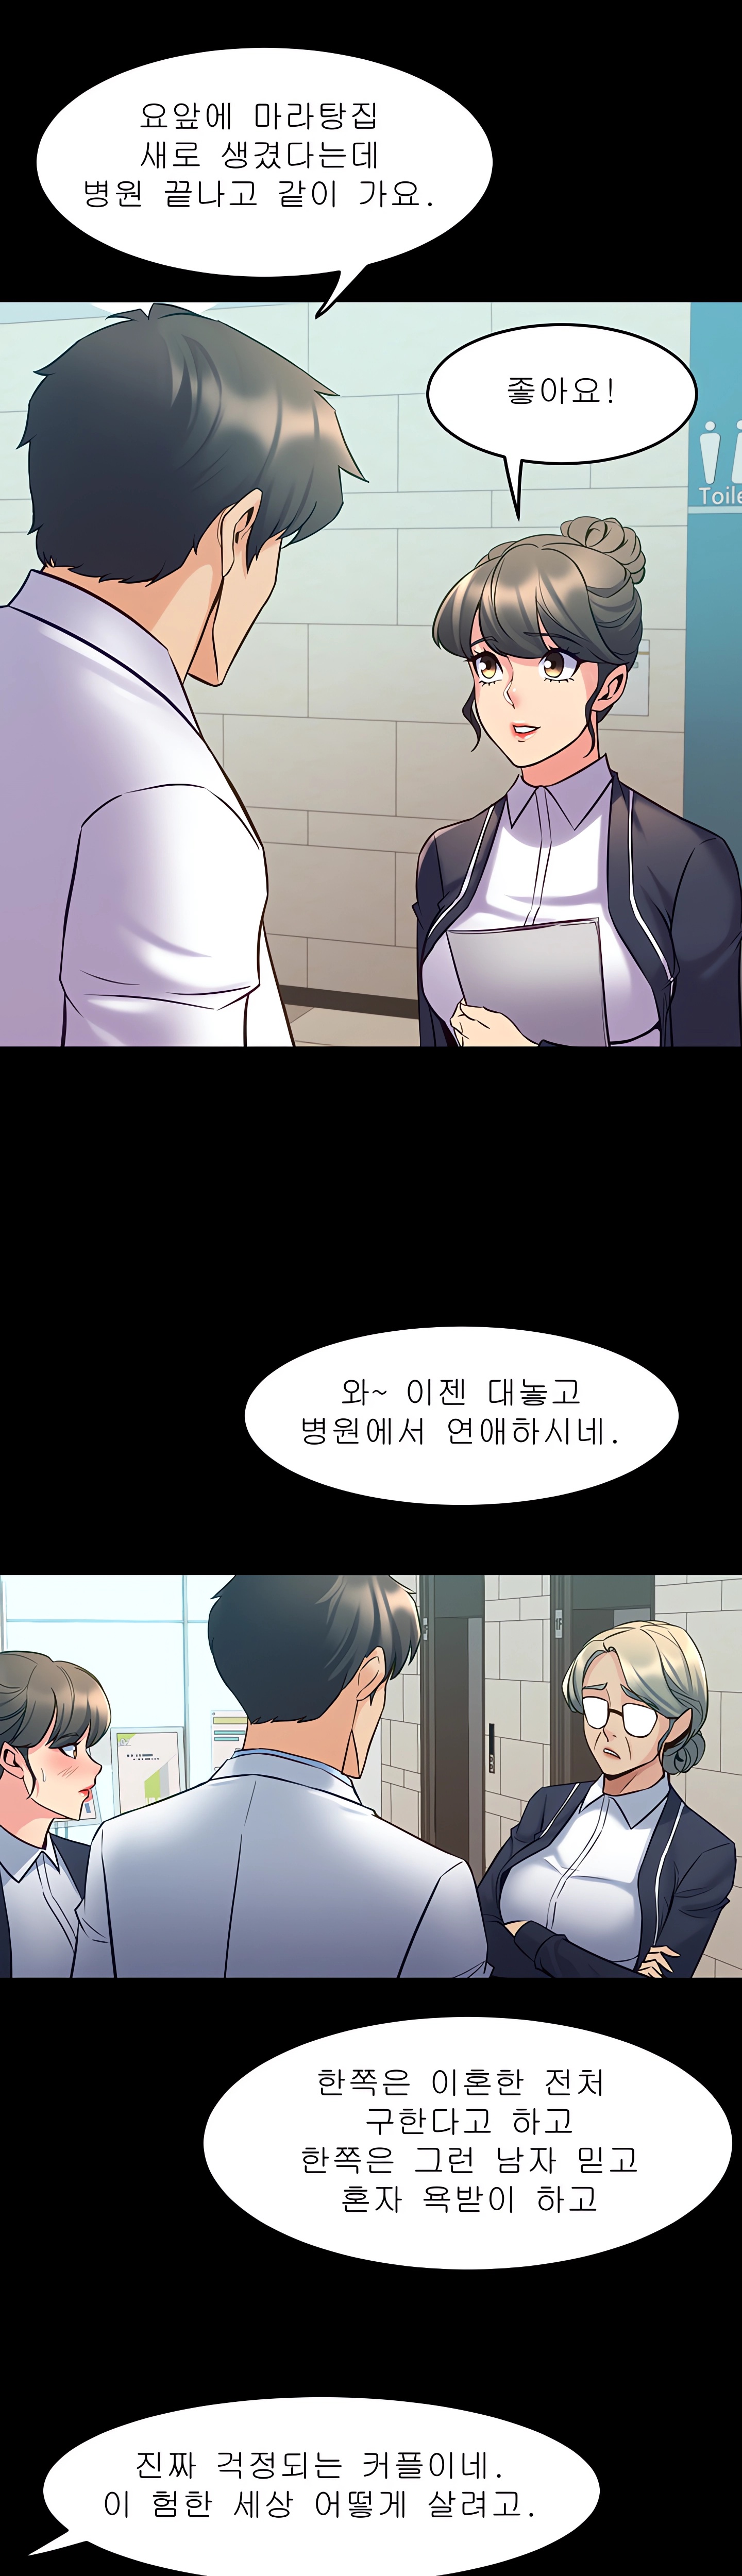 요앞에 마라탕집
새로 생겼다는데
병원 끝나고 같이 가요.
좋아요!
Toile
와~ 이젠 대놓고
병원에서 연애하시네.
1F
1F
한쪽은 이혼한 전처
구한다고 하고
한쪽은 그런 남자 믿고
혼자 욕받이 하고
진짜 걱정되는 커플이네.
이 험한 세상 어떻게 살려고.